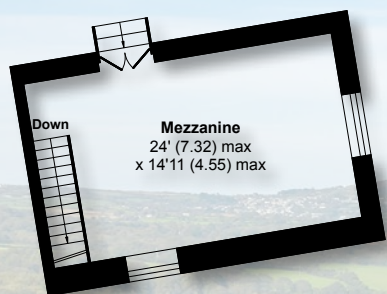 Down
Mezzanine
24' (7.32) max
x 14'11 (4.55) max